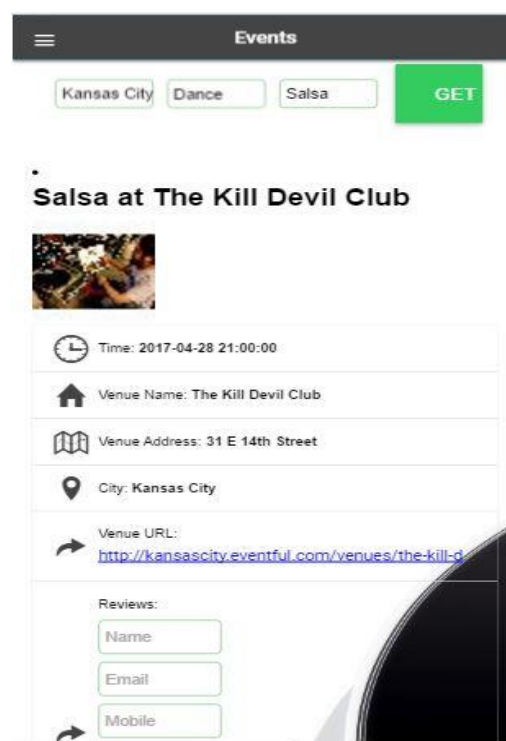 Events
Kansas City Dance Salsa GET
Salsa at The Kill Devil Club
Time: 2017-04-28 21:00:00
Venue Name: The Kill Devil Club
Venue Address: 31 E 14th Street
City: Kansas City
Venue URL:
http://kansascity.eventful.com/venues/the-kill-d
Reviews:
Name
Email
Mobile